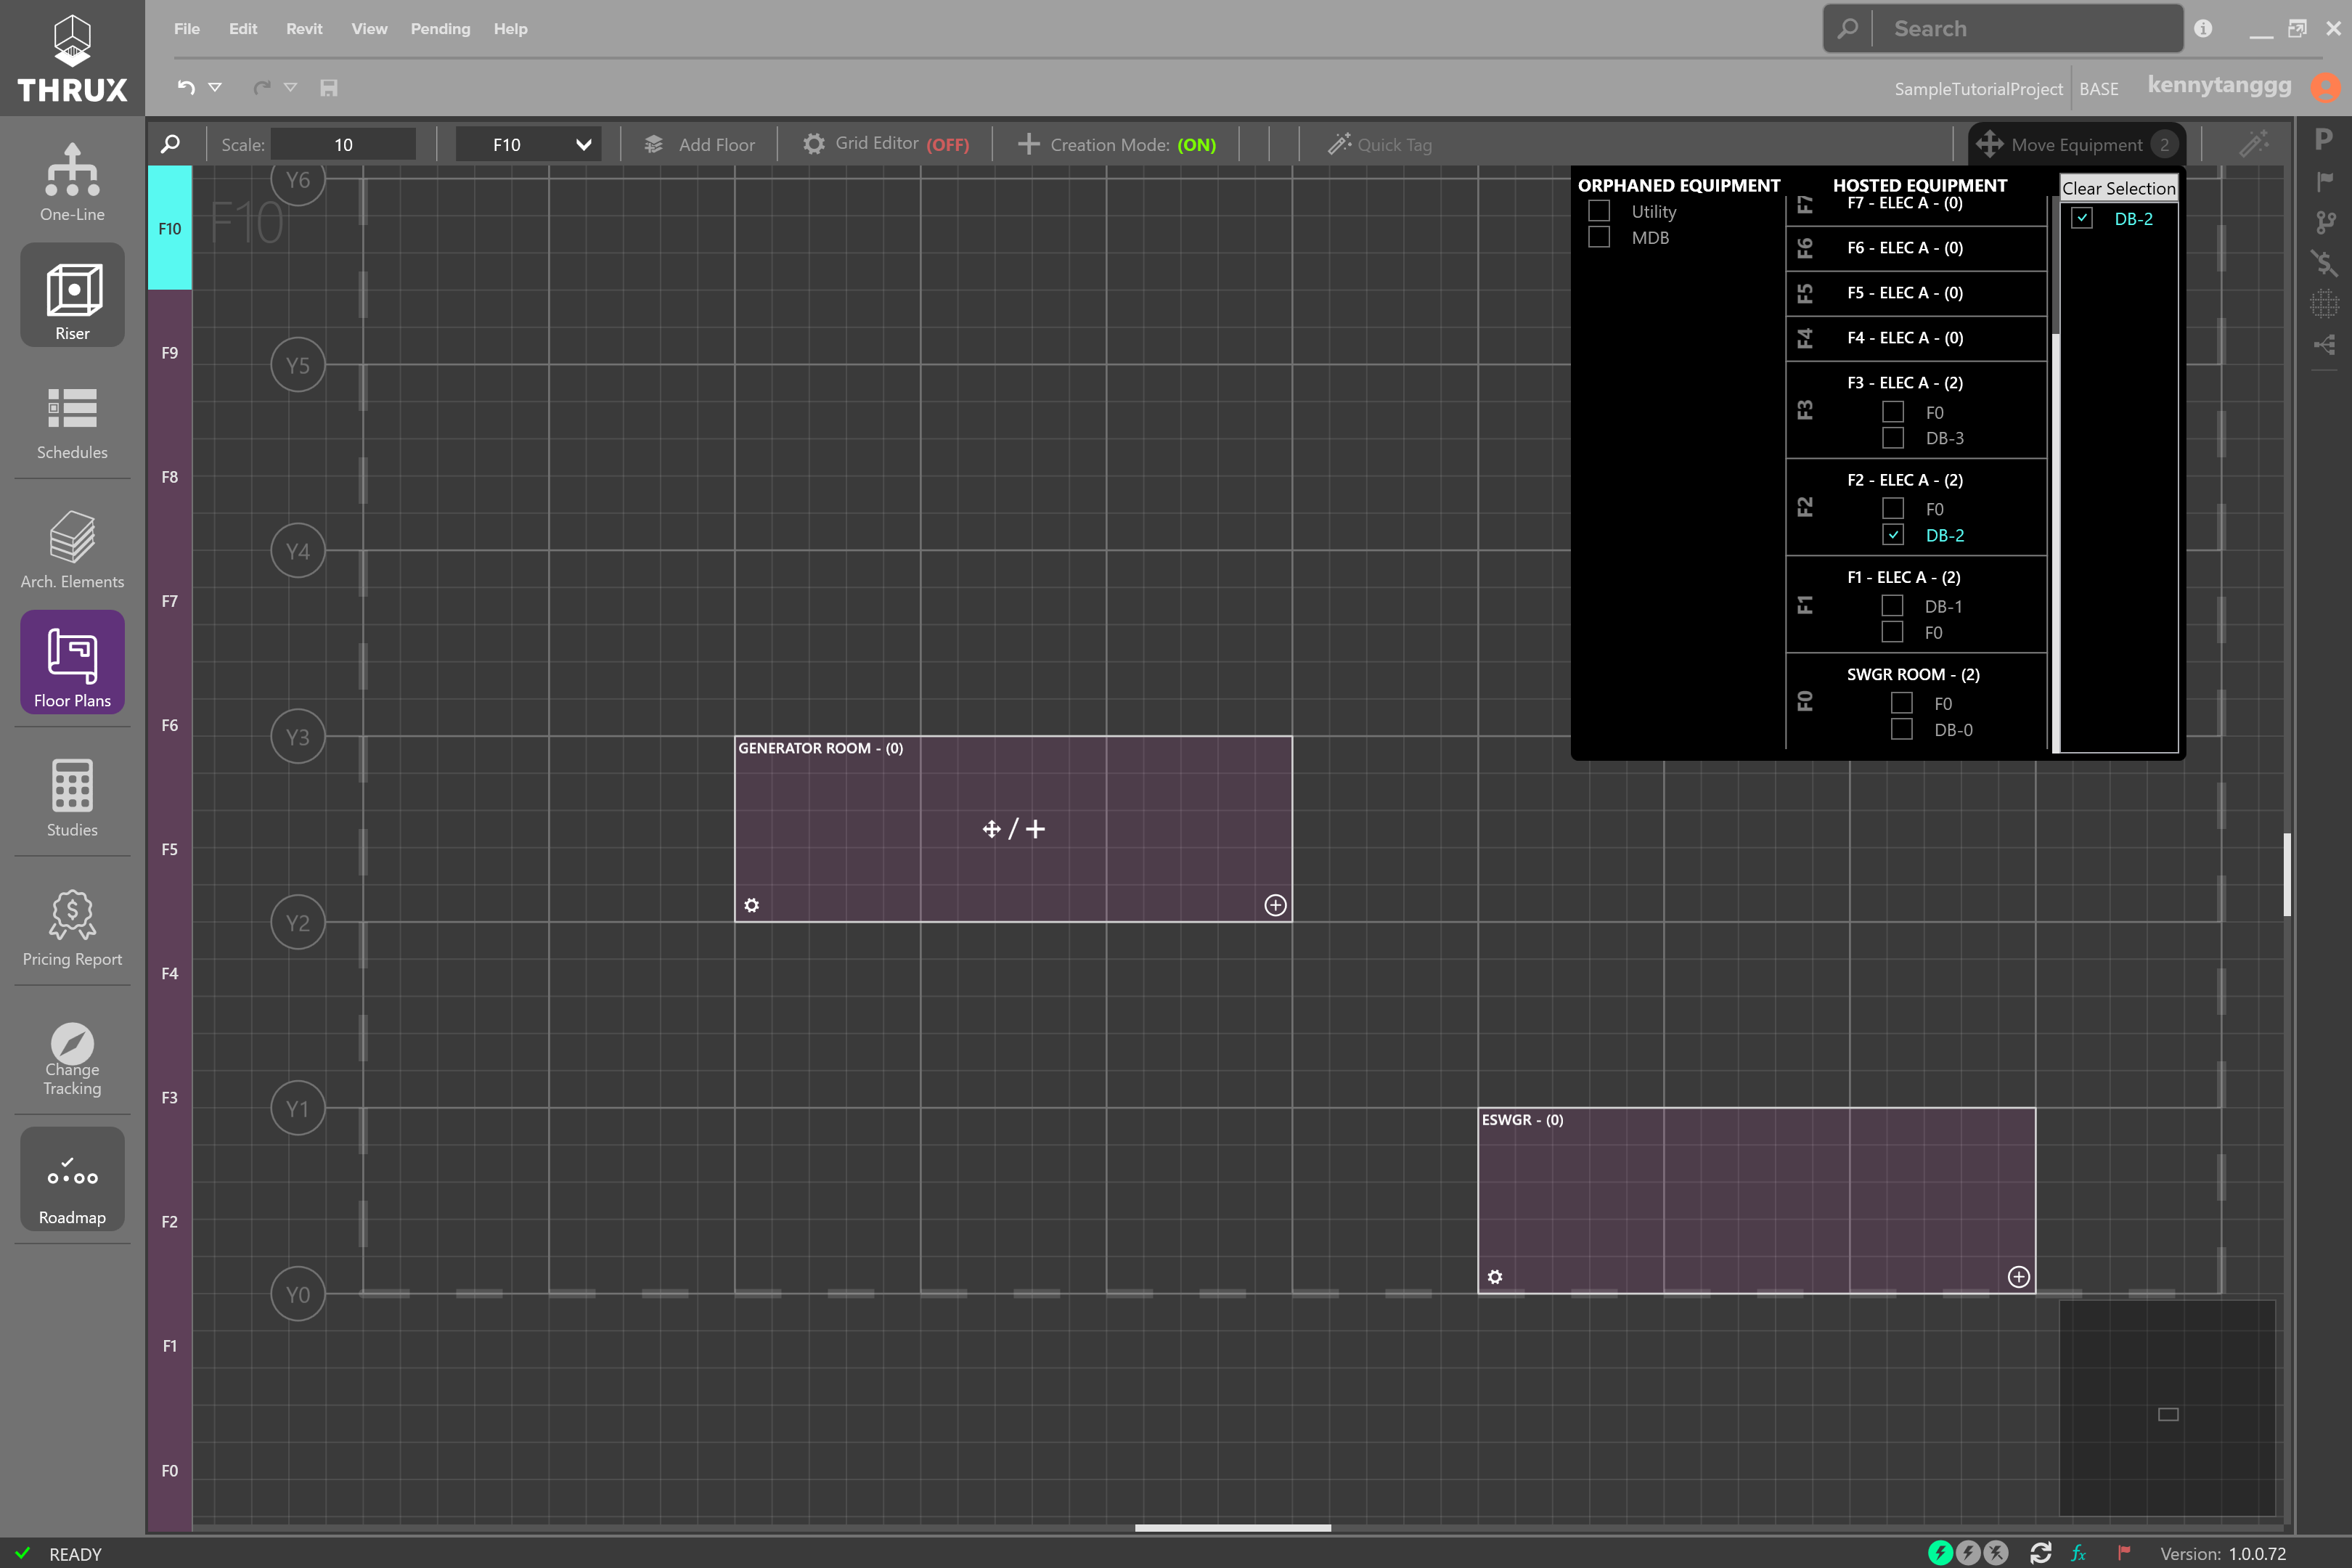 THRUX
File Edit Revit View Pending Help
Search
SampleTutorialProject BASE kennytanggg
Scale: 10 F10 Add Floor Grid Editor (OFF) Creation Mode: (ON) Quick Tag Move Equipment 2
One-Line
Riser
Schedules
Arch. Elements
Floor Plans
Studies
Pricing Report
Change
Tracking
Roadmap
F10
F9
F8
F7
F6
F5
F4
F3
F2
F1
F0
F10
Y6
Y5
Y4
Y3
Y2
Y1
Y0
GENERATOR ROOM - (0)
ESWGR - (0)
ORPHANED EQUIPMENT
Utility
MDB
HOSTED EQUIPMENT
F7 F7 - ELEC A - (0)
F6 F6 - ELEC A - (0)
F5 F5 - ELEC A - (0)
F4 F4 - ELEC A - (0)
F3 F3 - ELEC A - (2)
F0
DB-3
F2 F2 - ELEC A - (2)
F0
DB-2
F1 F1 - ELEC A - (2)
DB-1
F0
F0 SWGR ROOM - (2)
F0
DB-0
Clear Selection
DB-2
P
READY
fx Version: 1.0.0.72